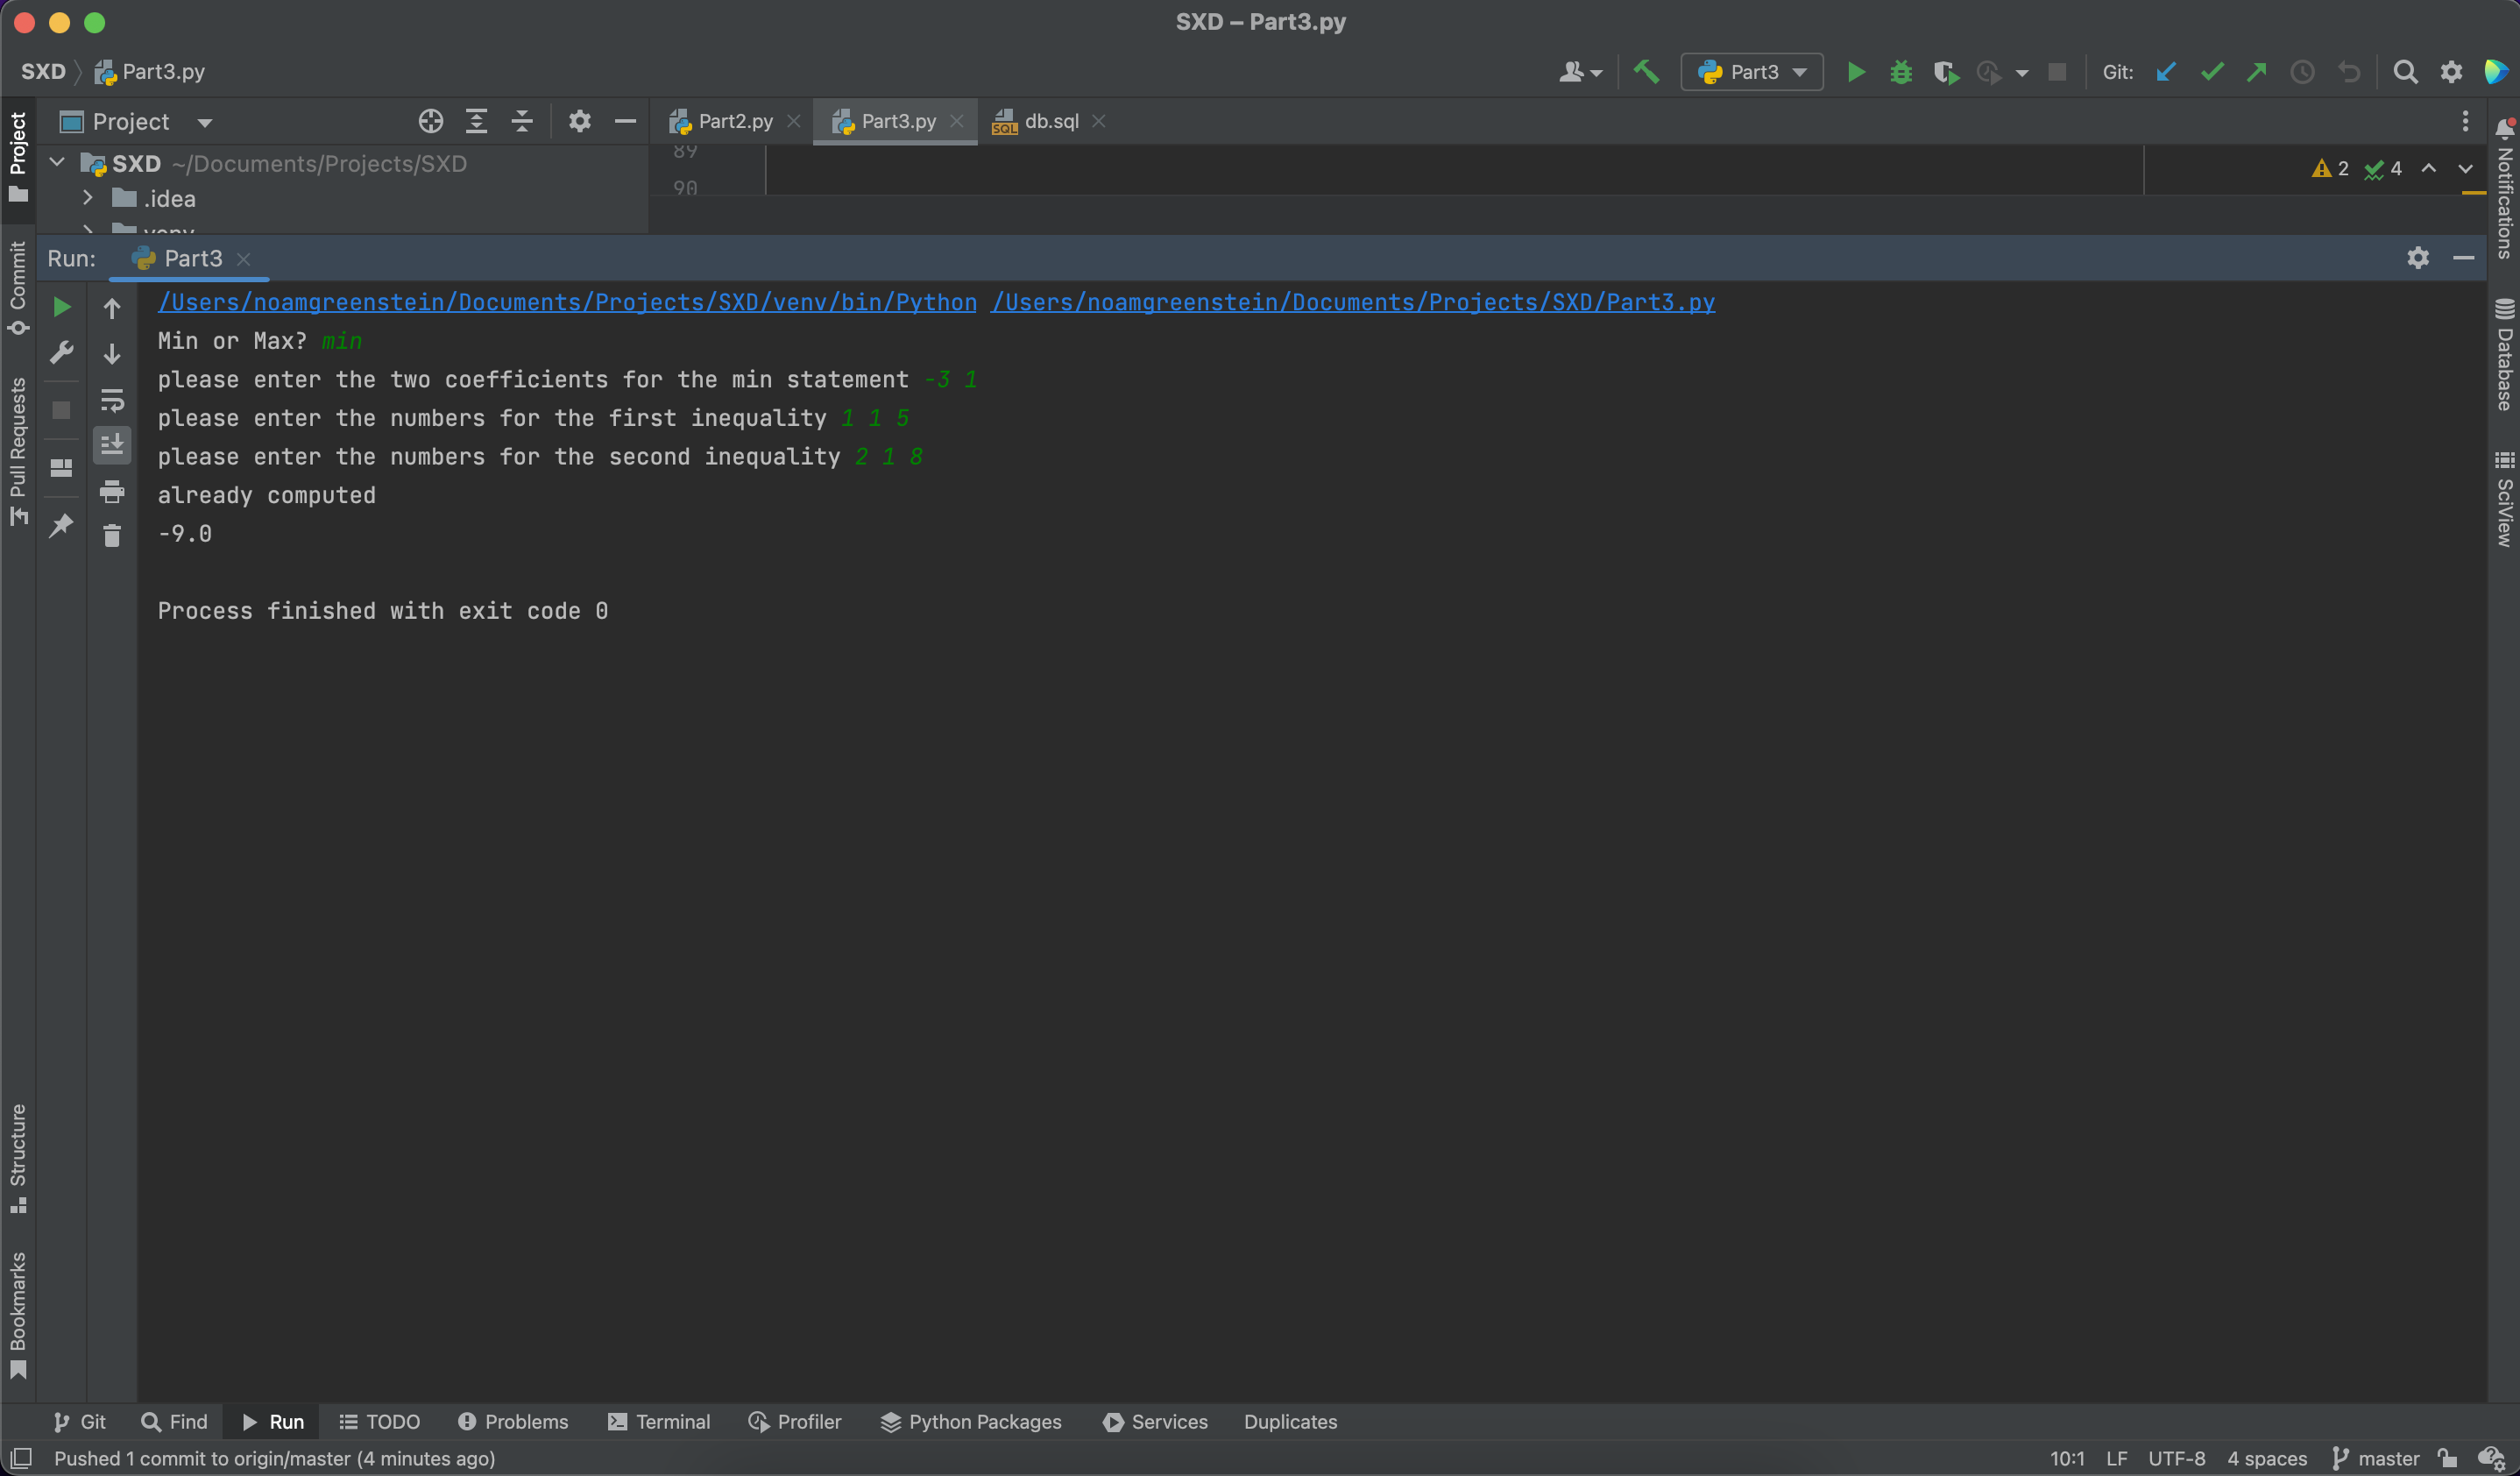 SXD – Part3.py
SXD Part3.py
Part3
Git:
Project
Part2.py
Part3.py
db.sql
SXD ~/Documents/Projects/SXD
89
2 4
.idea
90
venv
Run: Part3
/Users/noamgreenstein/Documents/Projects/SXD/venv/bin/Python /Users/noamgreenstein/Documents/Projects/SXD/Part3.py
Min or Max? min
please enter the two coefficients for the min statement -3 1
please enter the numbers for the first inequality 1 1 5
please enter the numbers for the second inequality 2 1 8
already computed
-9.0
Process finished with exit code 0
Project
Commit
Pull Requests
Structure
Bookmarks
Notifications
Database
SciView
Git Find Run TODO Problems Terminal Profiler Python Packages Services Duplicates
Pushed 1 commit to origin/master (4 minutes ago)
10:1 LF UTF-8 4 spaces master